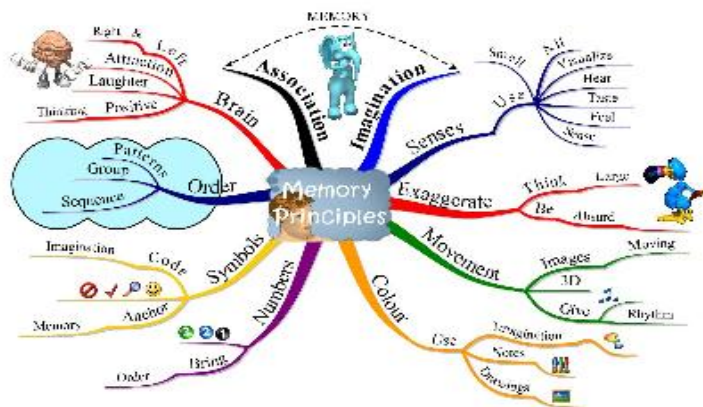 MEMORY
Memory
Principles
Association
Imagination
Senses
Use
Smell
All
Visualize
Hear
Taste
Feel
Sense
Exaggerate
Think
Large
Be
Absurd
Movement
Images
Moving
3D
Give
Rhythm
Colour
Use
Imagination
Notes
Drawings
Numbers
Bring
Order
Symbols
Code
Imagination
Anchor
Memory
Order
Patterns
Group
Sequence
Brain
Right & Left
Attraction
Laughter
Positive
Thinking